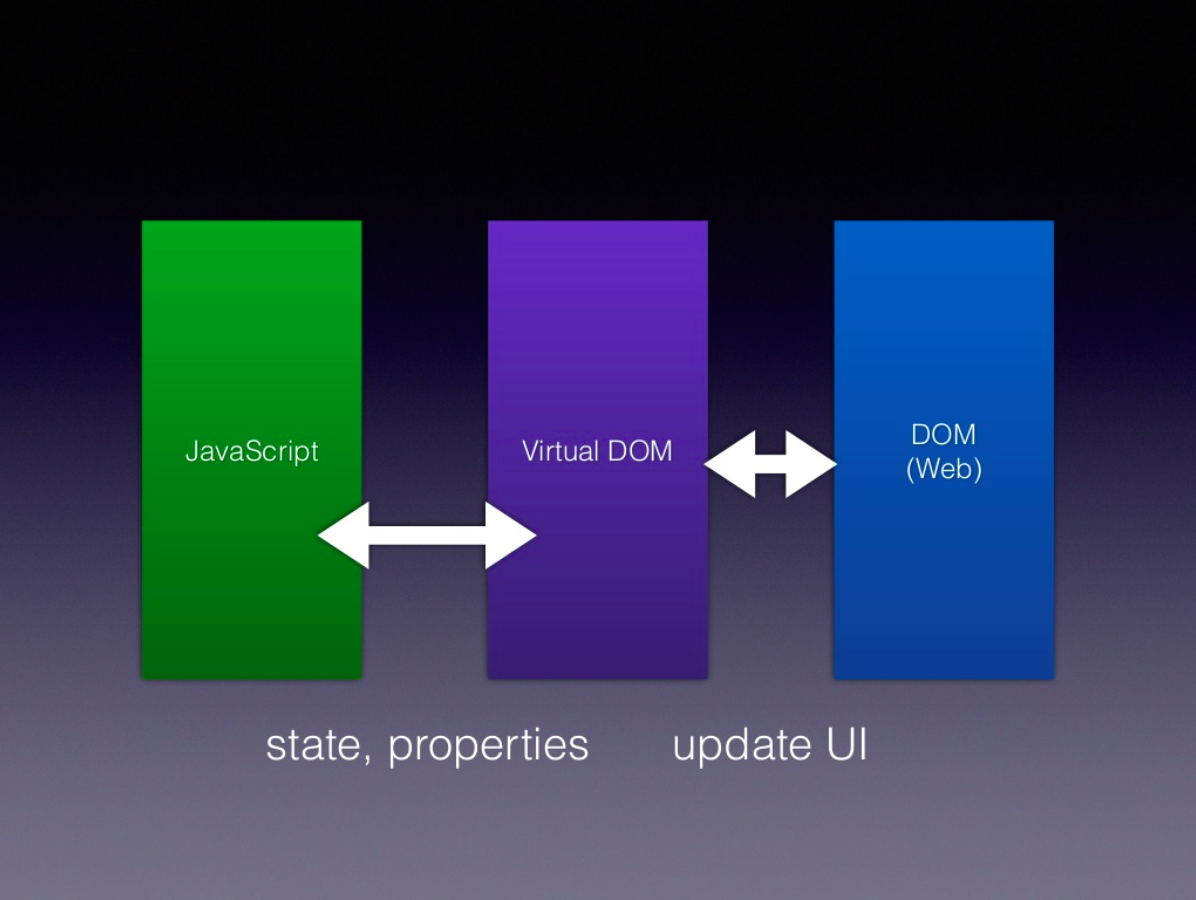 JavaScript
Virtual DOM
DOM
(Web)
state, properties
update UI